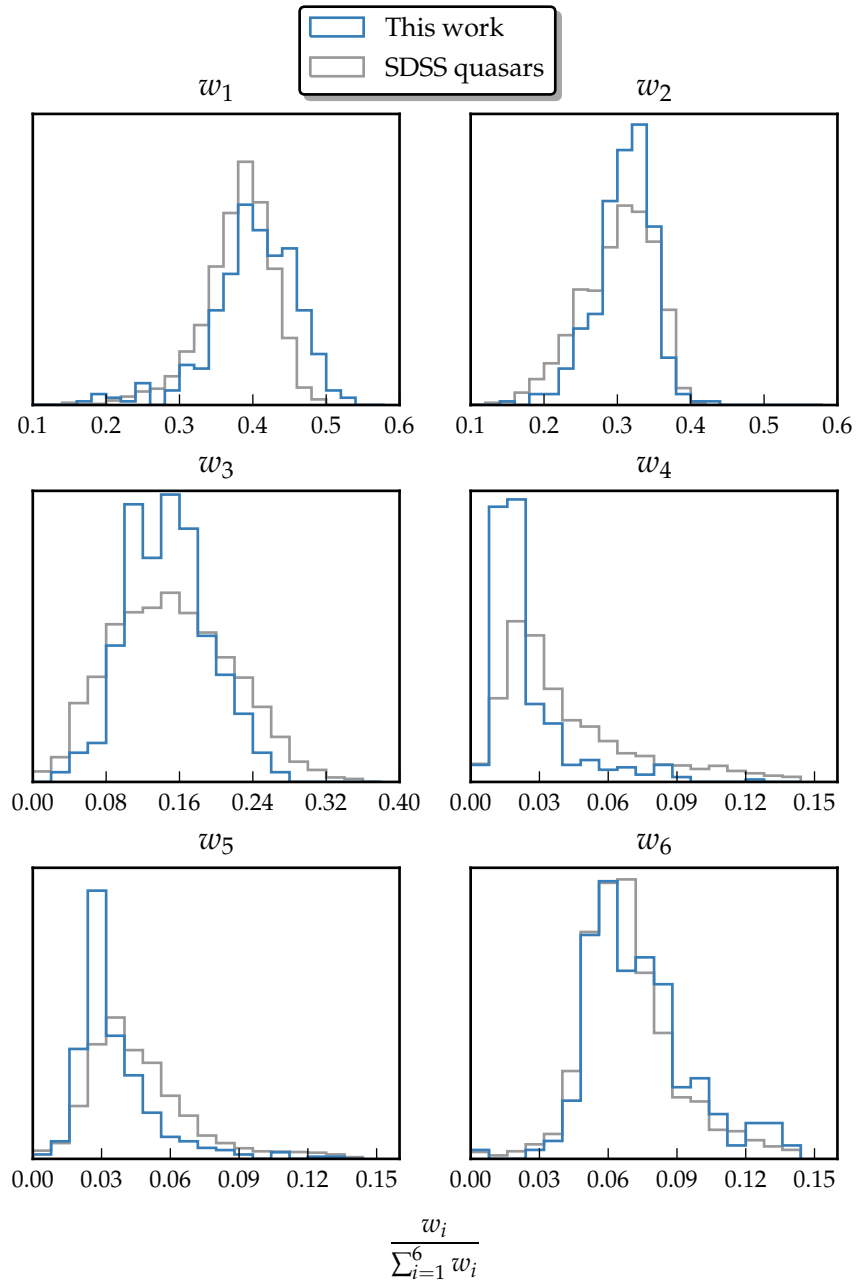 This work
SDSS quasars
w₁ w₂
0.1 0.2 0.3 0.4 0.5 0.6 0.1 0.2 0.3 0.4 0.5 0.6
w₃ w₄
0.00 0.08 0.16 0.24 0.32 0.40 0.00 0.03 0.06 0.09 0.12 0.15
w₅ w₆
0.00 0.03 0.06 0.09 0.12 0.15 0.00 0.03 0.06 0.09 0.12 0.15
wᵢ
∑⁶ᵢ₌₁ wᵢ